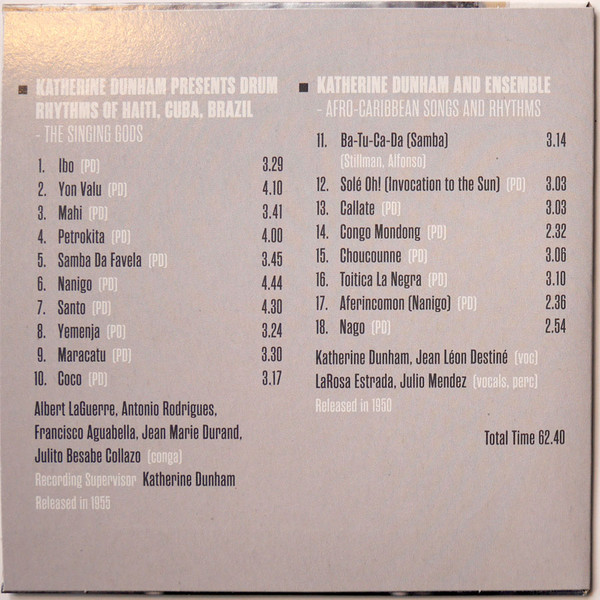 KATHERINE DUNHAM PRESENTS DRUM
RHYTHMS OF HAITI, CUBA, BRAZIL
- THE SINGING GODS
1. Ibo (PD) 3.29
2. Yon Valu (PD) 4.10
3. Mahi (PD) 3.41
4. Petrokita (PD) 4.00
5. Samba Da Favela (PD) 3.45
6. Nanigo (PD) 4.44
7. Santo (PD) 4.30
8. Yemenja (PD) 3.24
9. Maracatu (PD) 3.30
10. Coco (PD) 3.17
Albert LaGuerre, Antonio Rodrigues,
Francisco Aguabella, Jean Marie Durand,
Julito Besabe Collazo (conga)
Recording Supervisor Katherine Dunham
Released in 1955
KATHERINE DUNHAM AND ENSEMBLE
- AFRO-CARIBBEAN SONGS AND RHYTHMS
11. Ba-Tu-Ca-Da (Samba) 3.14
(Stillman, Alfonso)
12. Solé Oh! (Invocation to the Sun) (PD) 3.03
13. Callate (PD) 3.03
14. Congo Mondong (PD) 2.32
15. Choucounne (PD) 3.06
16. Toitica La Negra (PD) 3.10
17. Aferincomon (Nanigo) (PD) 2.36
18. Nago (PD) 2.54
Katherine Dunham, Jean Léon Destiné (voc)
LaRosa Estrada, Julio Mendez (vocals, perc)
Released in 1950
Total Time 62.40